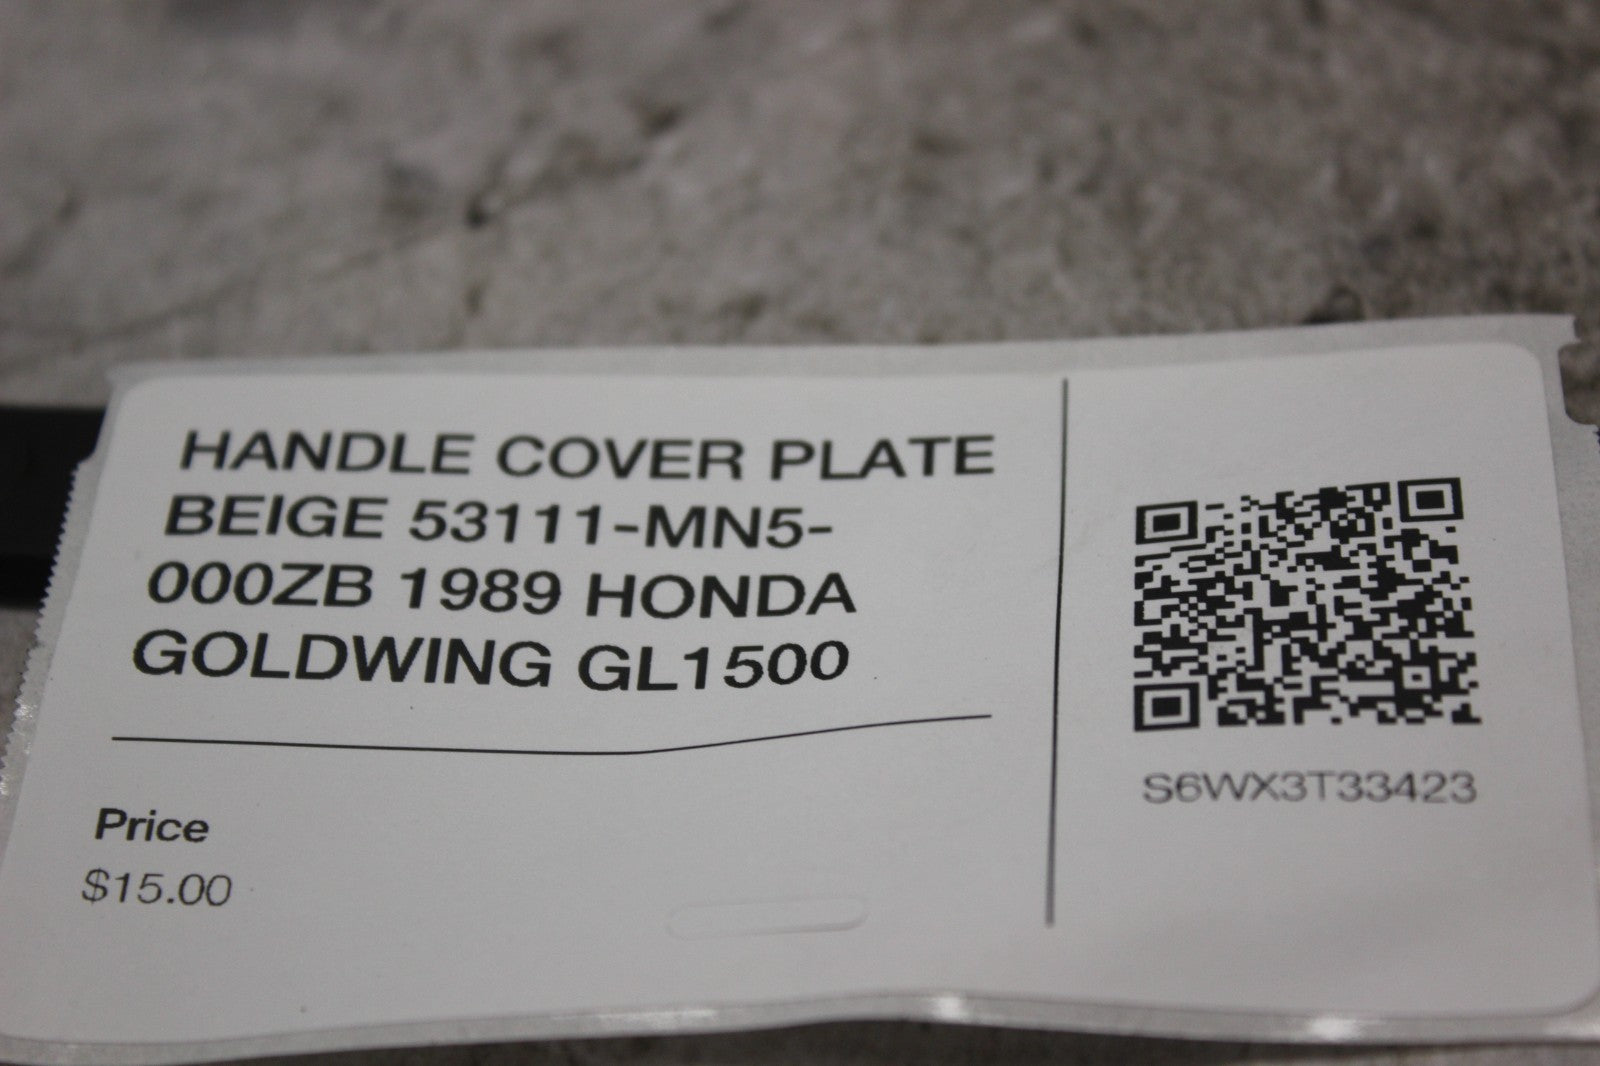 HANDLE COVER PLATE
BEIGE 53111-MN5-
000ZB 1989 HONDA
GOLDWING GL1500
Price
$15.00
S6WX3T33423